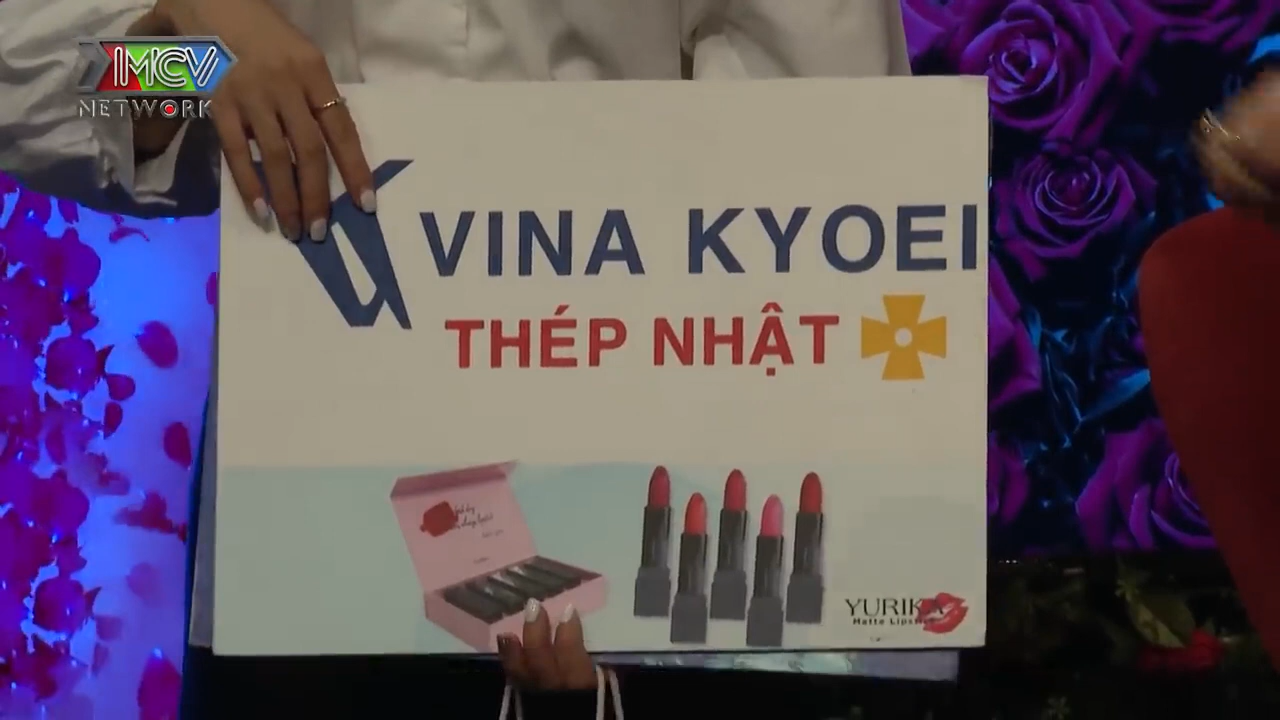 MCV
NETWORK
VINA KYOEI
THÉP NHẬT
YURIKA
Matte Lipstick